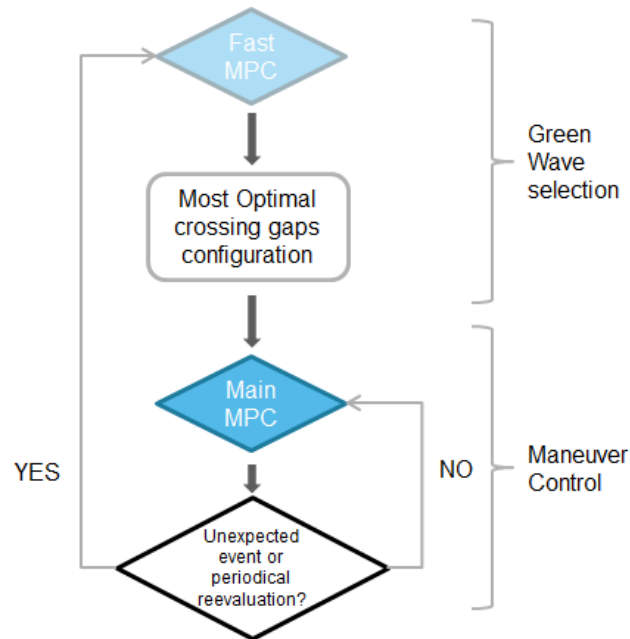 Fast
MPC
Green
Wave
selection
Most Optimal
crossing gaps
configuration
Main
MPC
YES
NO
Maneuver
Control
Unexpected
event or
periodical
reevaluation?